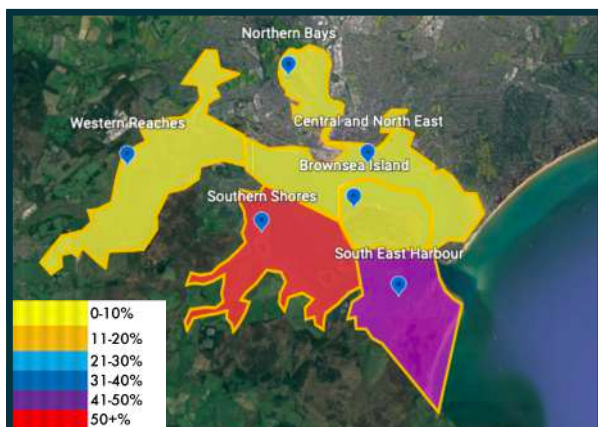 Northern Bays
Western Reaches
Central and North East
Brownsea Island
Southern Shores
South East Harbour
0-10%
11-20%
21-30%
31-40%
41-50%
50+%